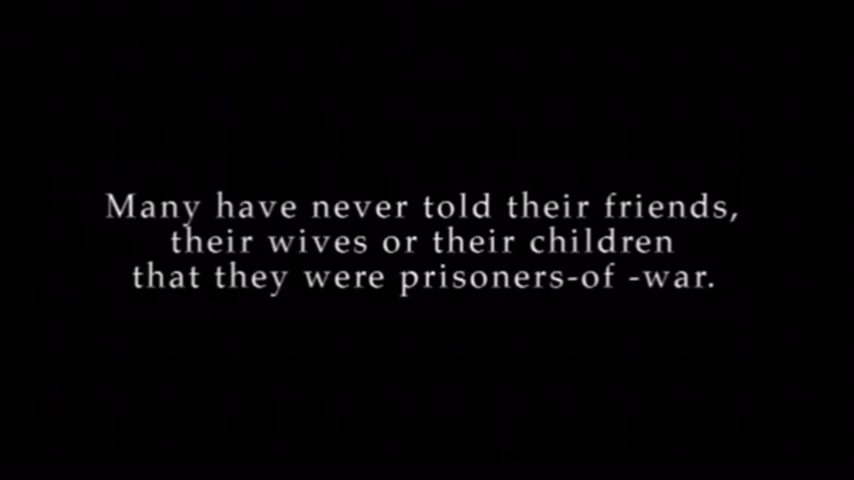 Many have never told their friends,
their wives or their children
that they were prisoners-of -war.